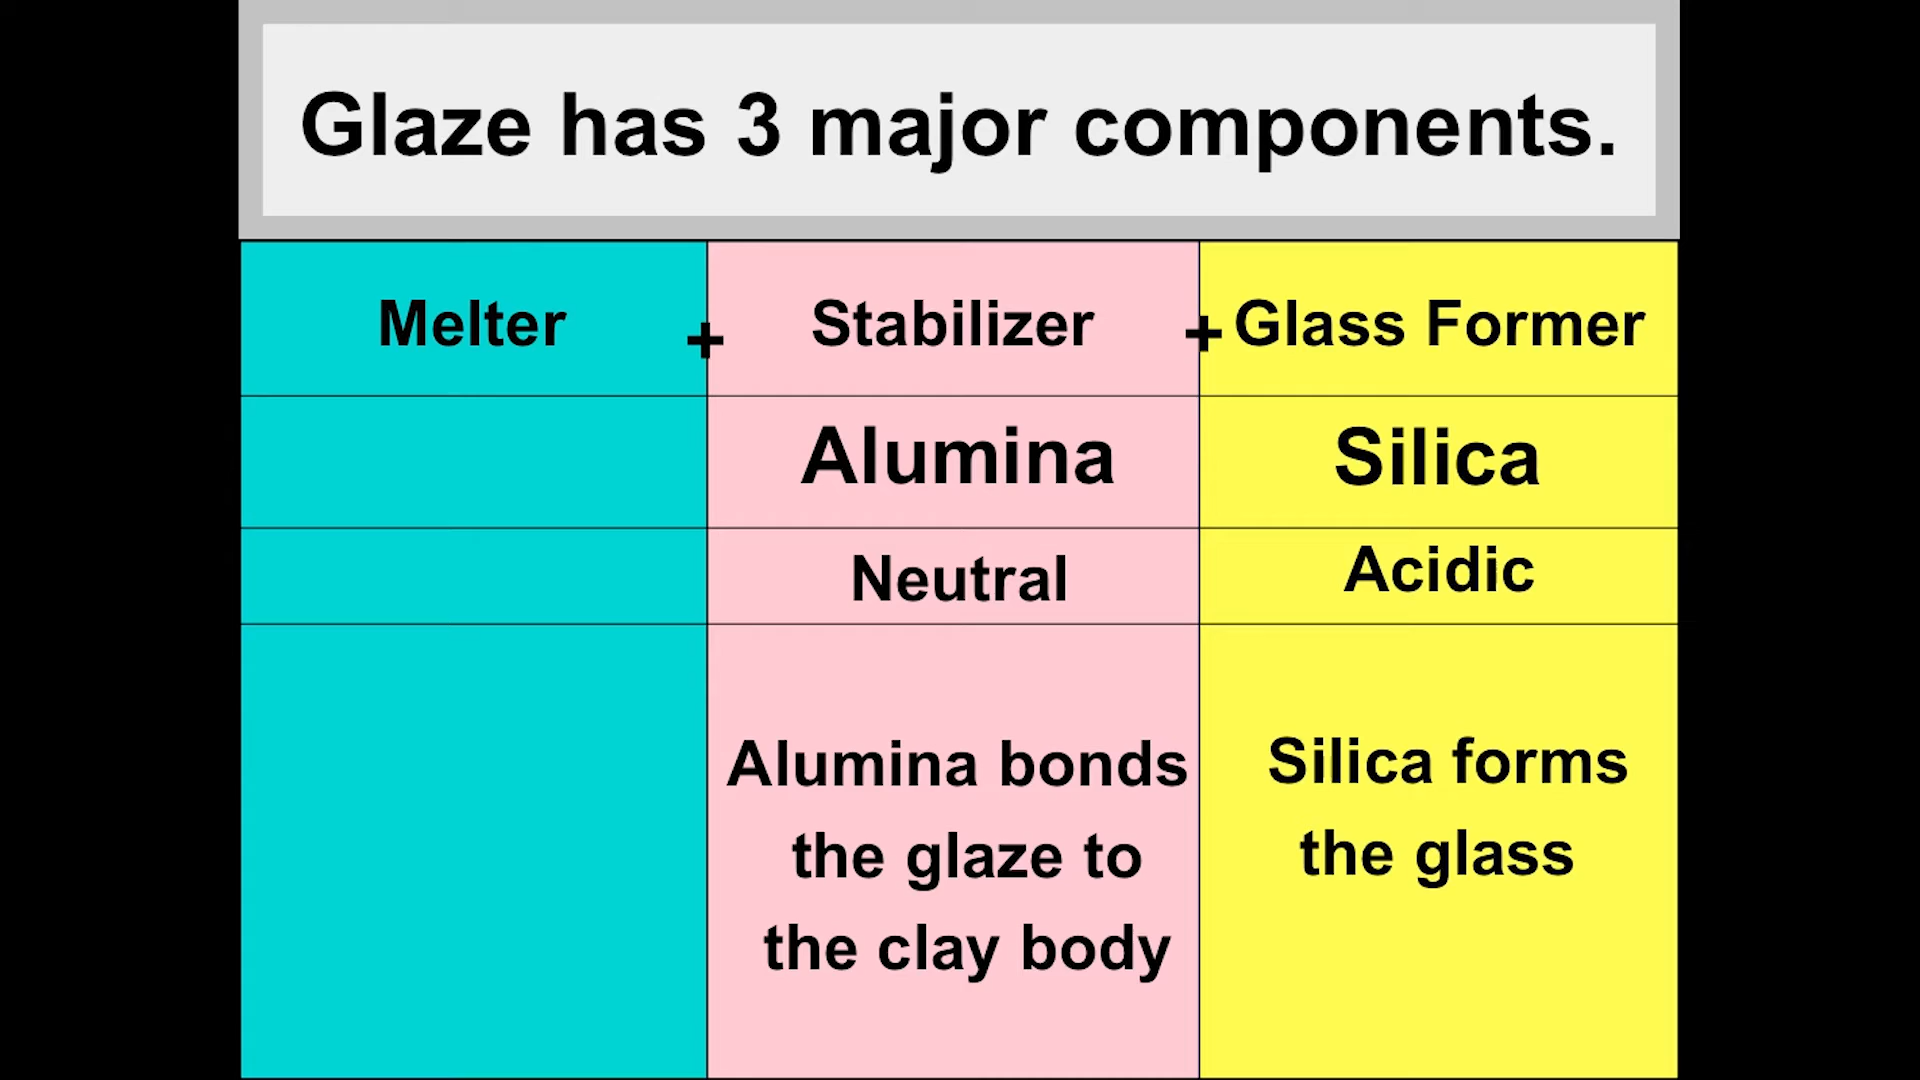 Glaze has 3 major components.
Melter + Stabilizer + Glass Former
Alumina Silica
Neutral Acidic
Alumina bonds
the glaze to
the clay body
Silica forms
the glass